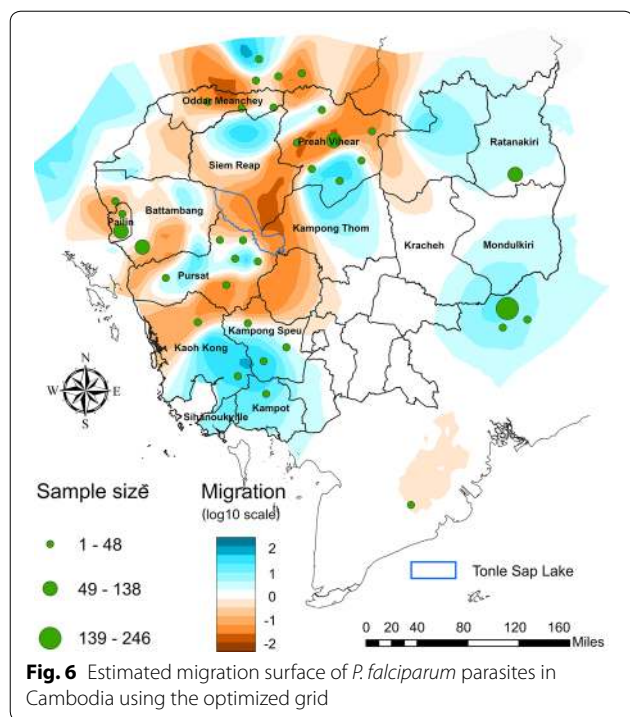 Oddar Meanchey
Preah Vihear
Ratanakiri
Siem Reap
Battambang
Pailin
Kampong Thom
Kracheh
Mondulkiri
Pursat
Kampong Speu
Kaoh Kong
Sihanoukville
Kampot
N
W E
S
Sample size
1 - 48
49 - 138
139 - 246
Migration
(log10 scale)
2
1
0
-1
-2
Tonle Sap Lake
0 20 40 80 120 160
Miles
Fig. 6 Estimated migration surface of P. falciparum parasites in
Cambodia using the optimized grid